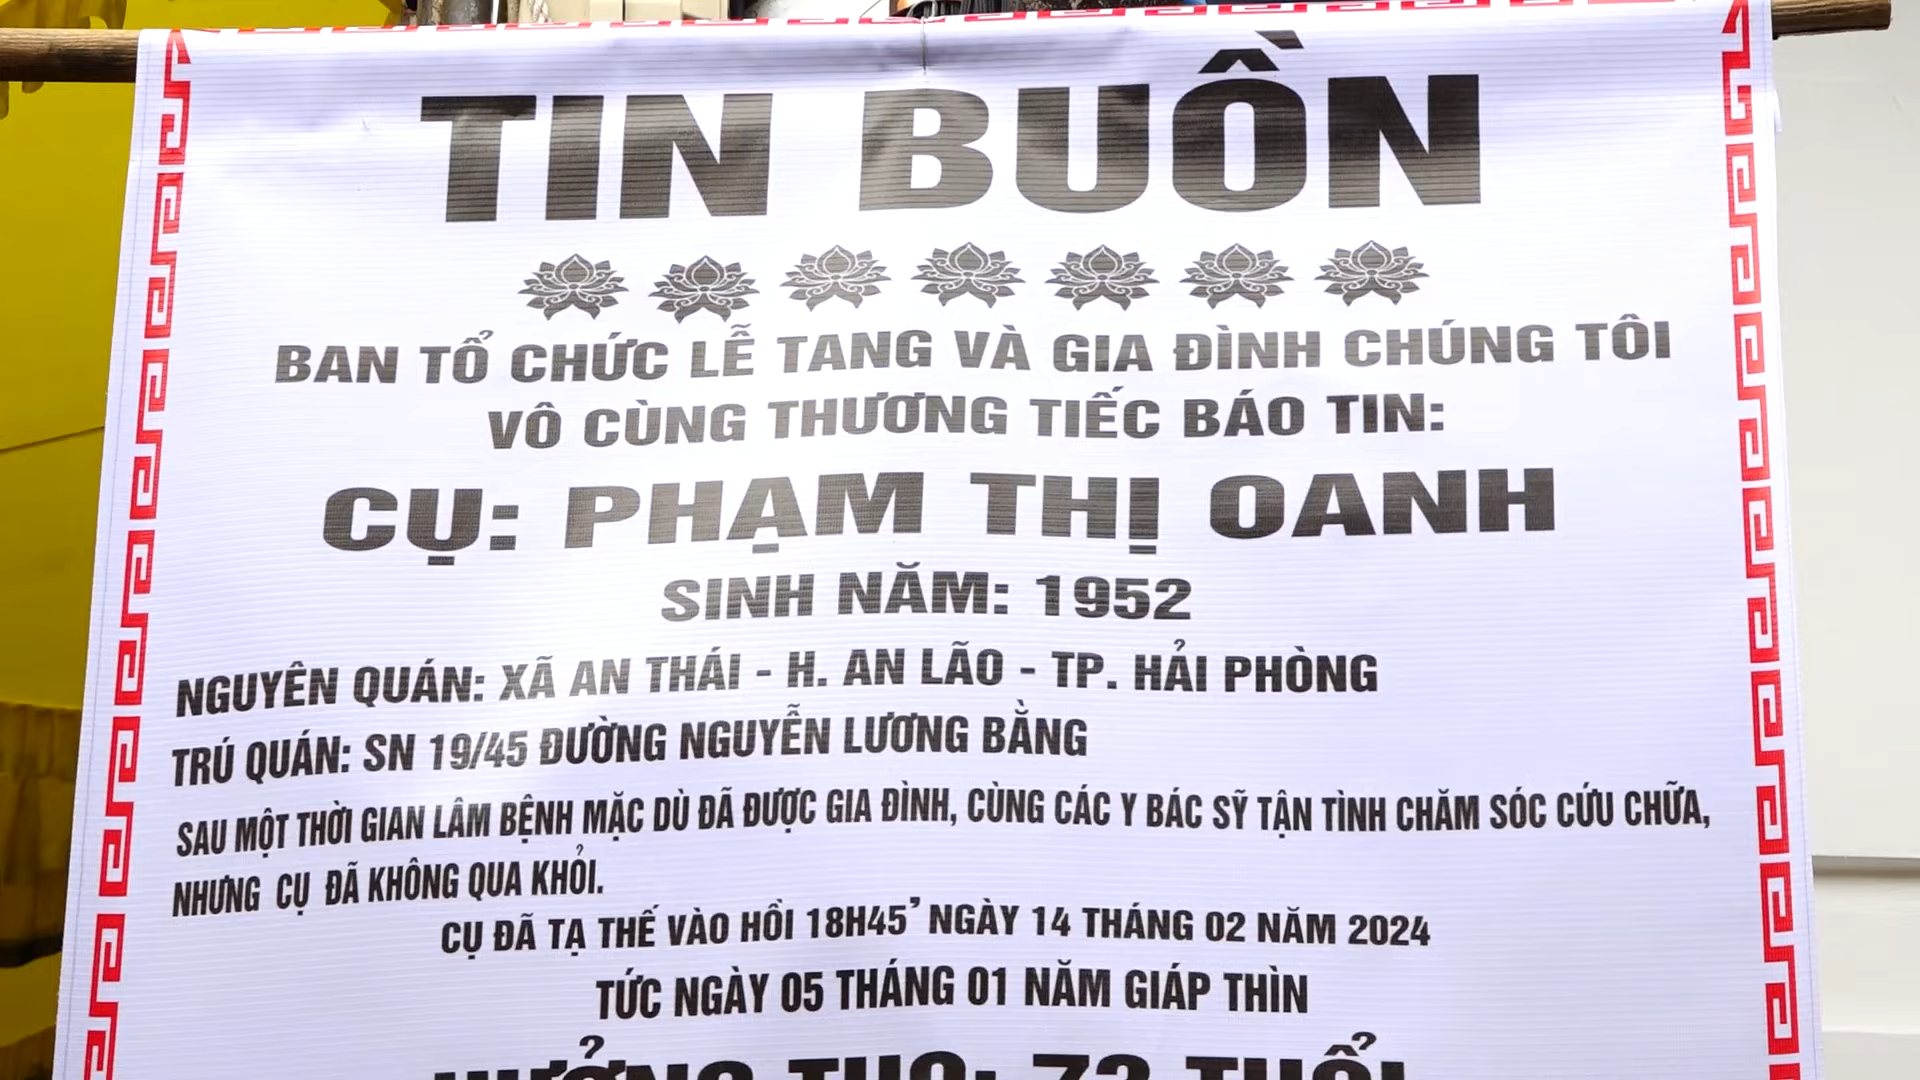 TIN BUỒN
BAN TỔ CHỨC LỄ TANG VÀ GIA ĐÌNH CHÚNG TÔI
VÔ CÙNG THƯƠNG TIẾC BÁO TIN:
CỤ: PHẠM THỊ OANH
SINH NĂM: 1952
NGUYÊN QUÁN: XÃ AN THÁI - H. AN LÃO - TP. HẢI PHÒNG
TRÚ QUÁN: SN 19/45 ĐƯỜNG NGUYỄN LƯƠNG BẰNG
SAU MỘT THỜI GIAN LÂM BỆNH MẶC DÙ ĐÃ ĐƯỢC GIA ĐÌNH, CÙNG CÁC Y BÁC SỸ TẬN TÌNH CHĂM SÓC CỨU CHỮA,
NHƯNG CỤ ĐÃ KHÔNG QUA KHỎI.
CỤ ĐÃ TẠ THẾ VÀO HỒI 18H45’ NGÀY 14 THÁNG 02 NĂM 2024
TỨC NGÀY 05 THÁNG 01 NĂM GIÁP THÌN
HƯỞNG THỌ: 73 TUỔI